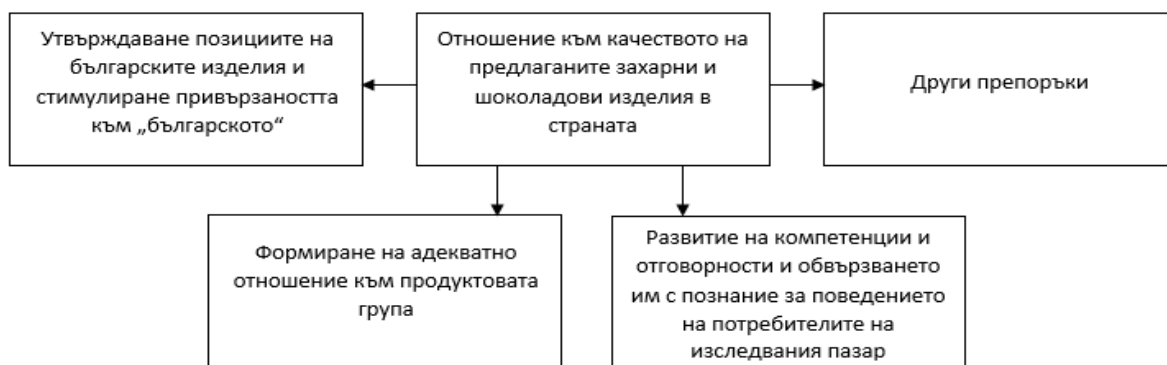 Утвърждаване позициите на
българските изделия и
стимулиране привързаността
към „българското“
Отношение към качеството на
предлаганите захарни и
шоколадови изделия в
страната
Други препоръки
Формиране на адекватно
отношение към продуктовата
група
Развитие на компетенции и
отговорности и обвързването
им с познание за поведението
на потребителите на
изследвания пазар